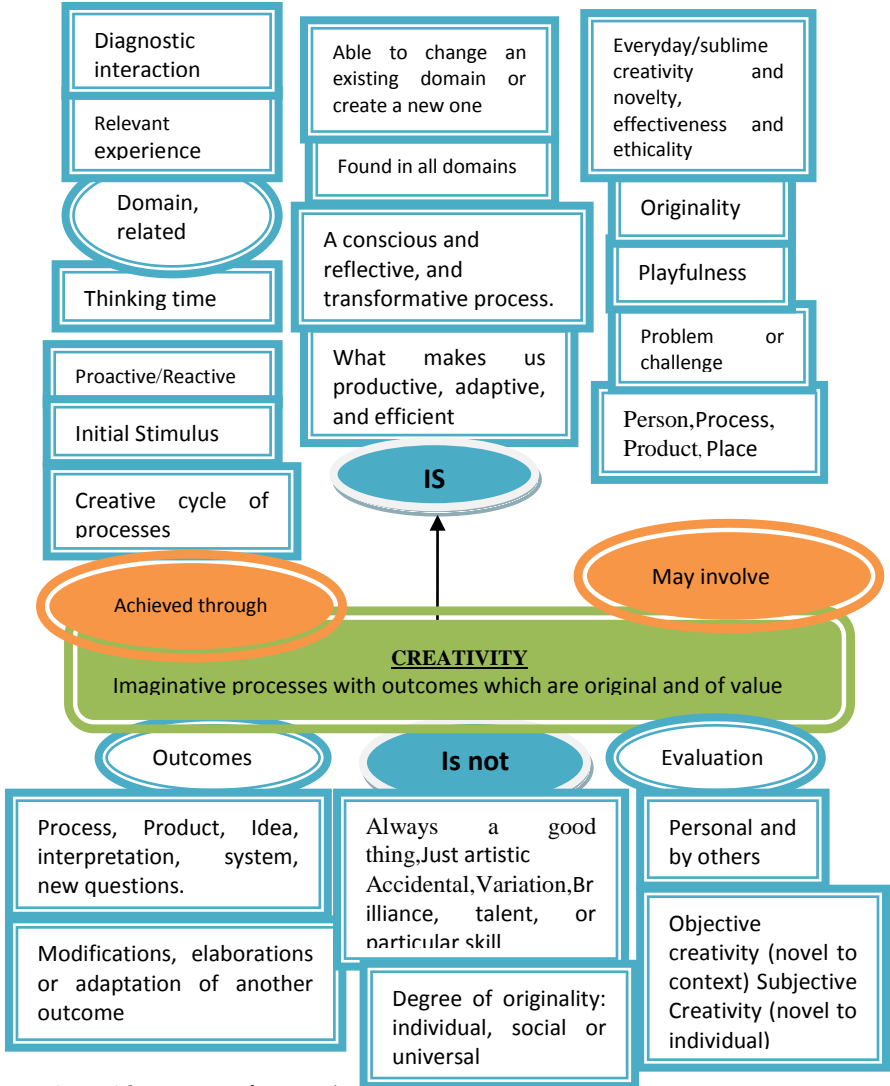 Diagnostic
interaction
Relevant
experience
Domain,
related
Thinking time
Proactive/Reactive
Initial Stimulus
Creative cycle of
processes
Achieved through
Able to change an
existing domain or
create a new one
Found in all domains
A conscious and
reflective, and
transformative process.
What makes us
productive, adaptive,
and efficient
IS
Everyday/sublime
creativity and
novelty,
effectiveness and
ethicality
Originality
Playfulness
Problem or
challenge
Person,Process,
Product, Place
May involve
CREATIVITY
Imaginative processes with outcomes which are original and of value
Outcomes
Process, Product, Idea,
interpretation, system,
new questions.
Modifications, elaborations
or adaptation of another
outcome
Is not
Always a good
thing,Just artistic
Accidental,Variation,Br
illiance, talent, or
particular skill
Degree of originality:
individual, social or
universal
Evaluation
Personal and
by others
Objective
creativity (novel to
context) Subjective
Creativity (novel to
individual)